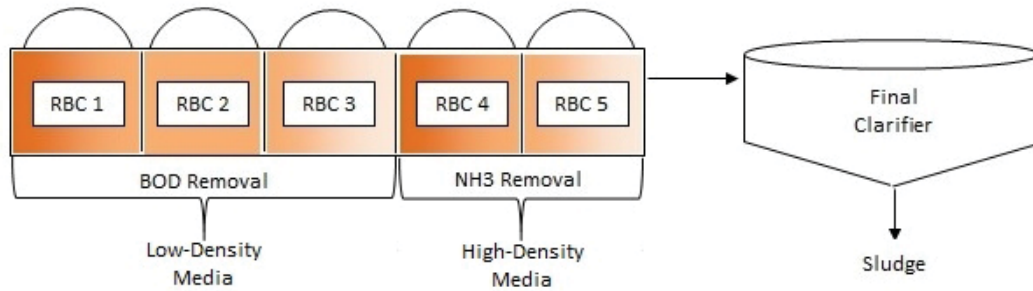 RBC 1
RBC 2
RBC 3
RBC 4
RBC 5
Final
Clarifier
BOD Removal
NH3 Removal
Low-Density
Media
High-Density
Media
Sludge